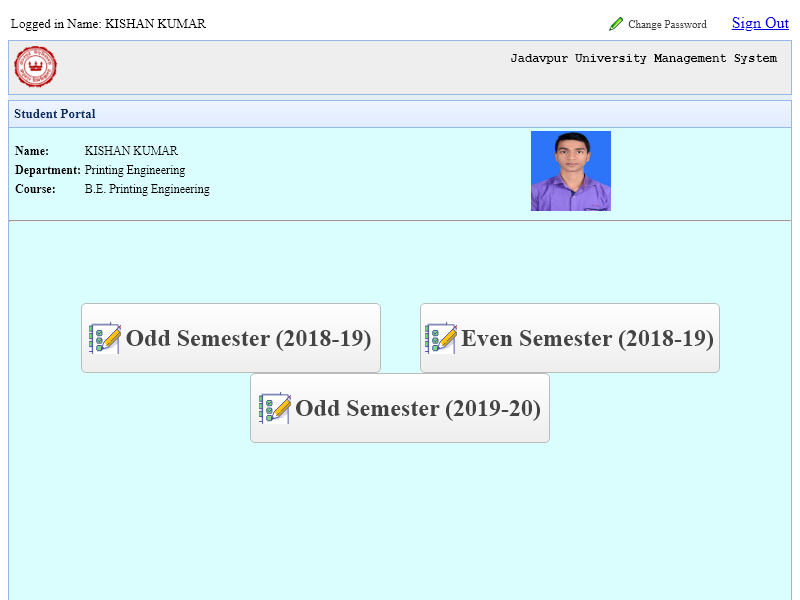 Logged in Name: KISHAN KUMAR
Change Password
Sign Out
Jadavpur University Management System
Student Portal
Name: KISHAN KUMAR
Department: Printing Engineering
Course: B.E. Printing Engineering
Odd Semester (2018-19)
Even Semester (2018-19)
Odd Semester (2019-20)